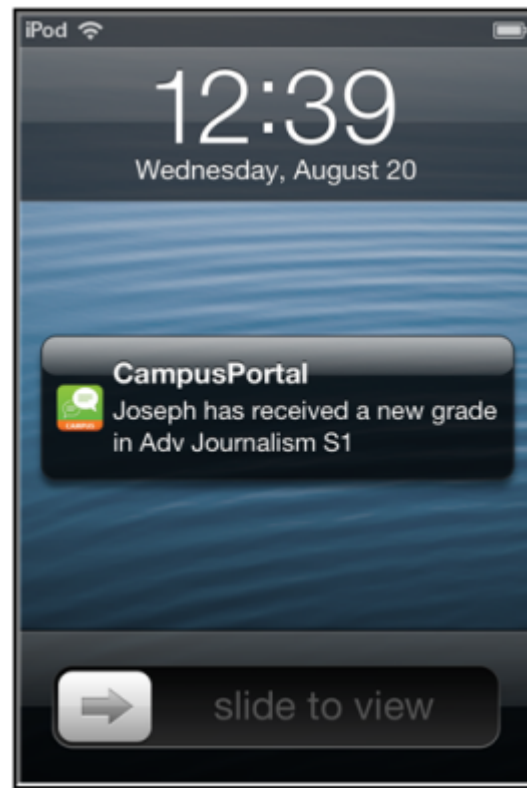 iPod
12:39
Wednesday, August 20
CampusPortal
CAMPUS
Joseph has received a new grade
in Adv Journalism S1
slide to view